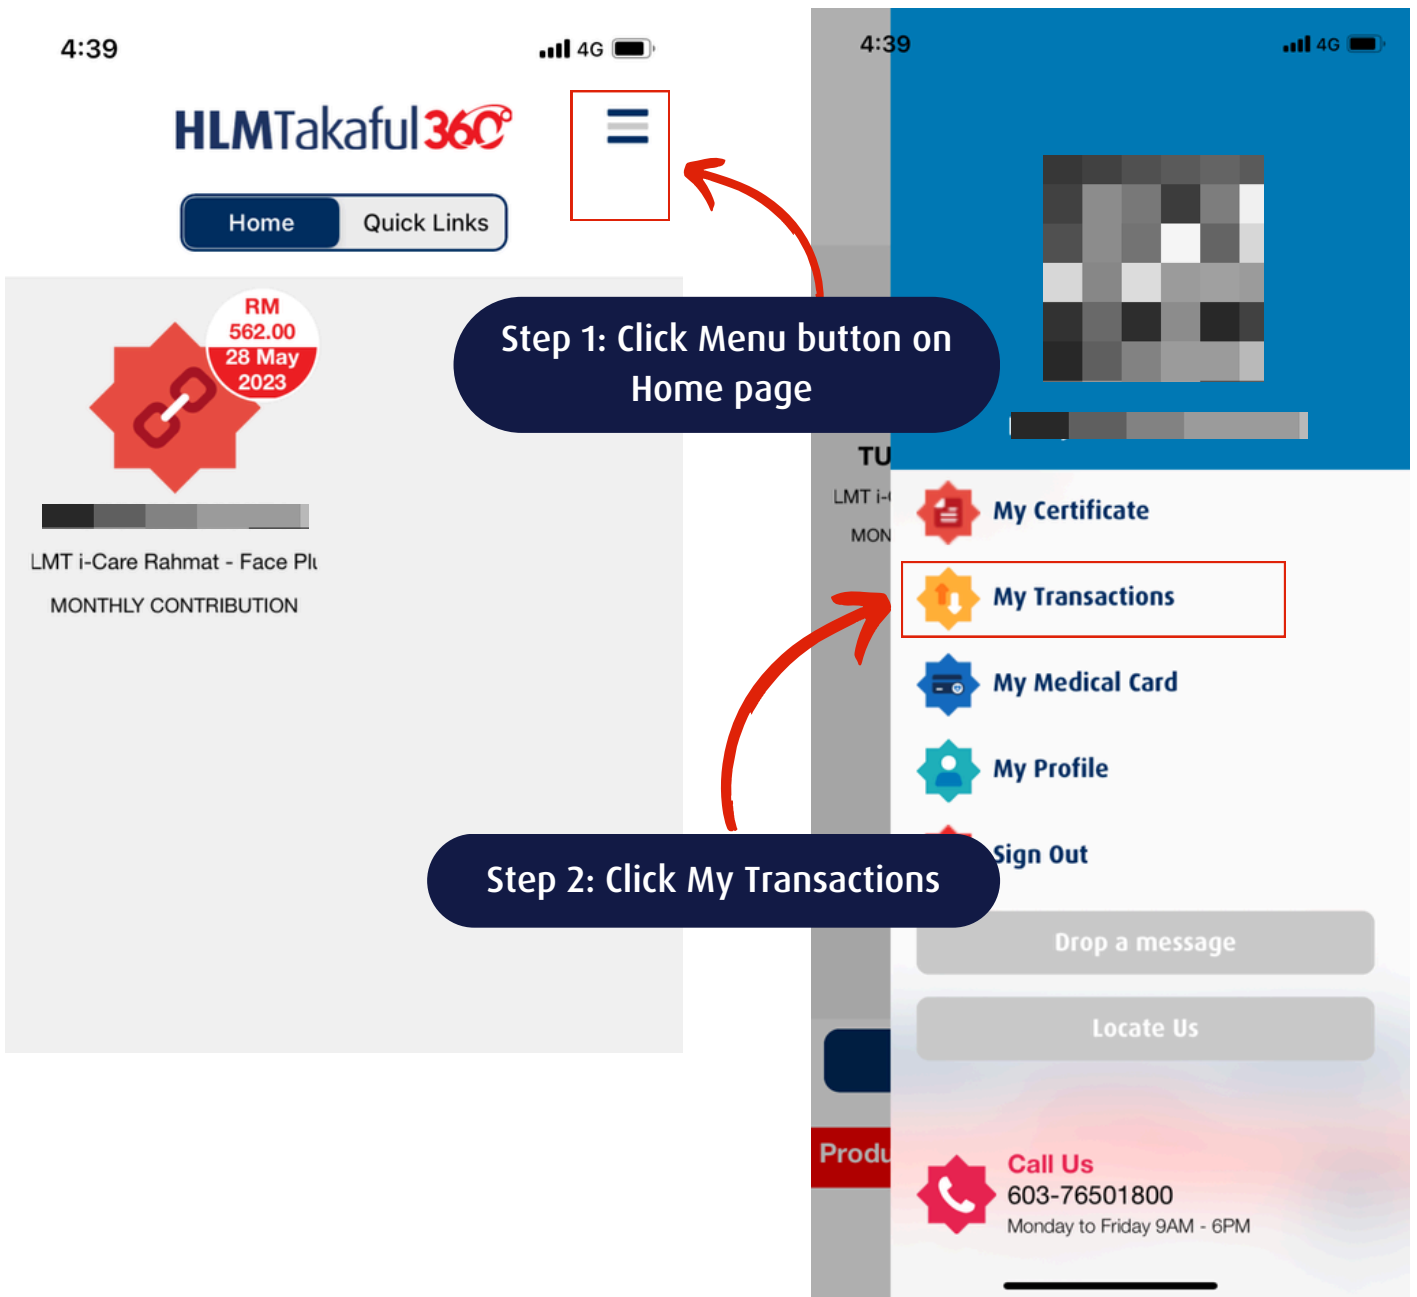 4:39
4G
HLMTakaful360°
Home
Quick Links
RM
562.00
28 May
2023
LMT i-Care Rahmat - Face Plu
MONTHLY CONTRIBUTION
Step 1: Click Menu button on
Home page
Step 2: Click My Transactions
4:39
4G
TU
LMT i-
MON
My Certificate
My Transactions
My Medical Card
My Profile
Sign Out
Drop a message
Locate Us
Produ
Call Us
603-76501800
Monday to Friday 9AM - 6PM